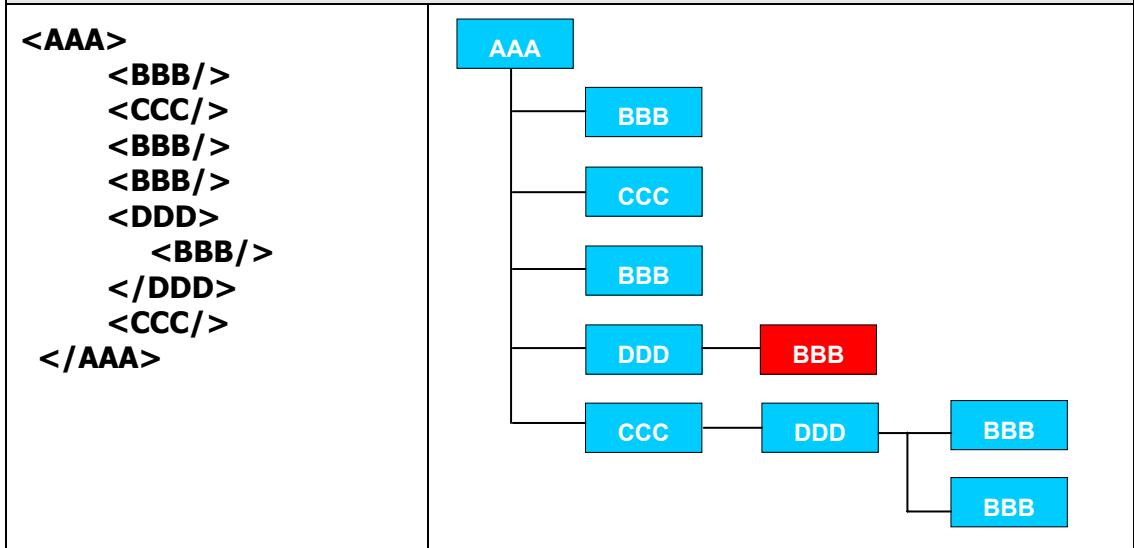 <AAA>
<BBB/>
<CCC/>
<BBB/>
<BBB/>
<DDD>
<BBB/>
</DDD>
<CCC/>
</AAA>
AAA
BBB
CCC
BBB
DDD BBB
CCC DDD BBB
BBB